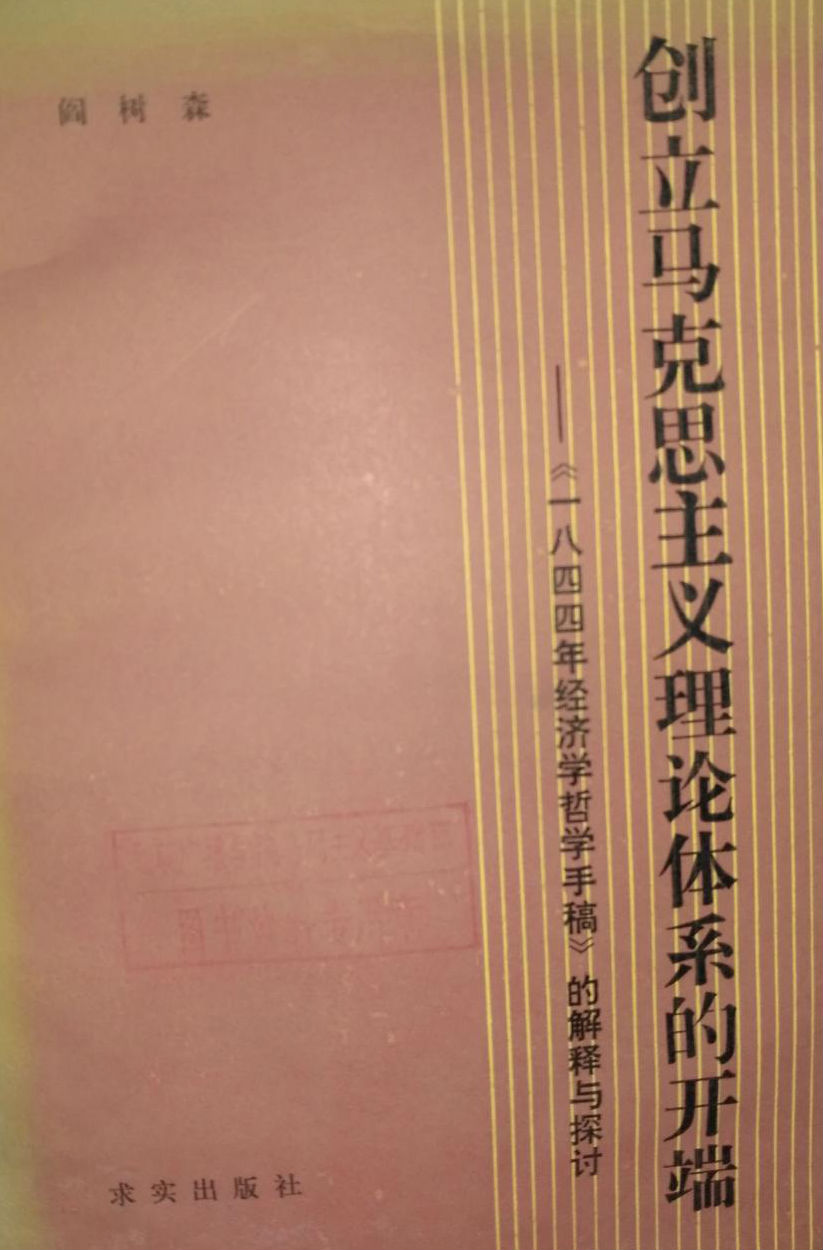 创立马克思主义理论体系的开端
——《一八四四年经济学哲学手稿》的解释与探讨
阎树森
求实出版社